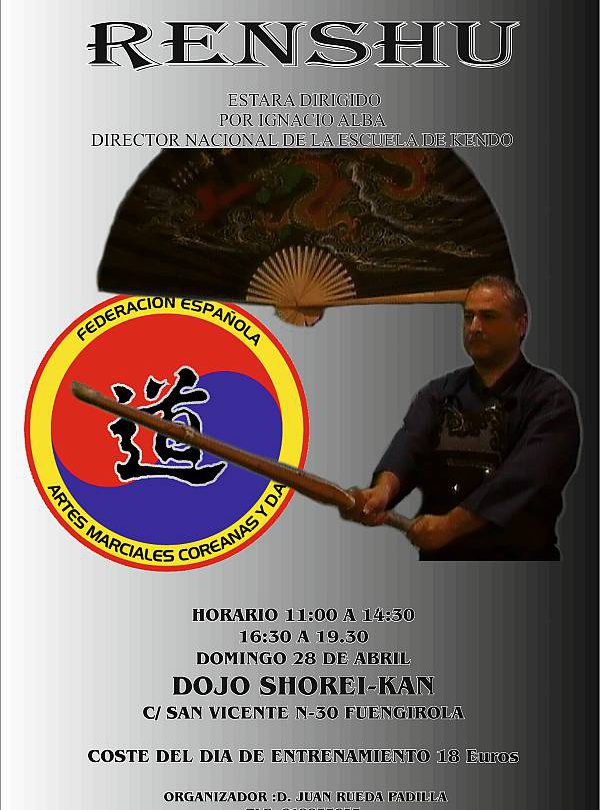 RENSHU
ESTARA DIRIGIDO
POR IGNACIO ALBA
DIRECTOR NACIONAL DE LA ESCUELA DE KENDO
FEDERACION ESPAÑOLA
道
ARTES MARCIALES COREANAS Y DA
HORARIO 11:00 A 14:30
16:30 A 19.30
DOMINGO 28 DE ABRIL
DOJO SHOREI-KAN
C/ SAN VICENTE N-30 FUENGIROLA
COSTE DEL DIA DE ENTRENAMIENTO 18 Euros
ORGANIZADOR :D. JUAN RUEDA PADILLA